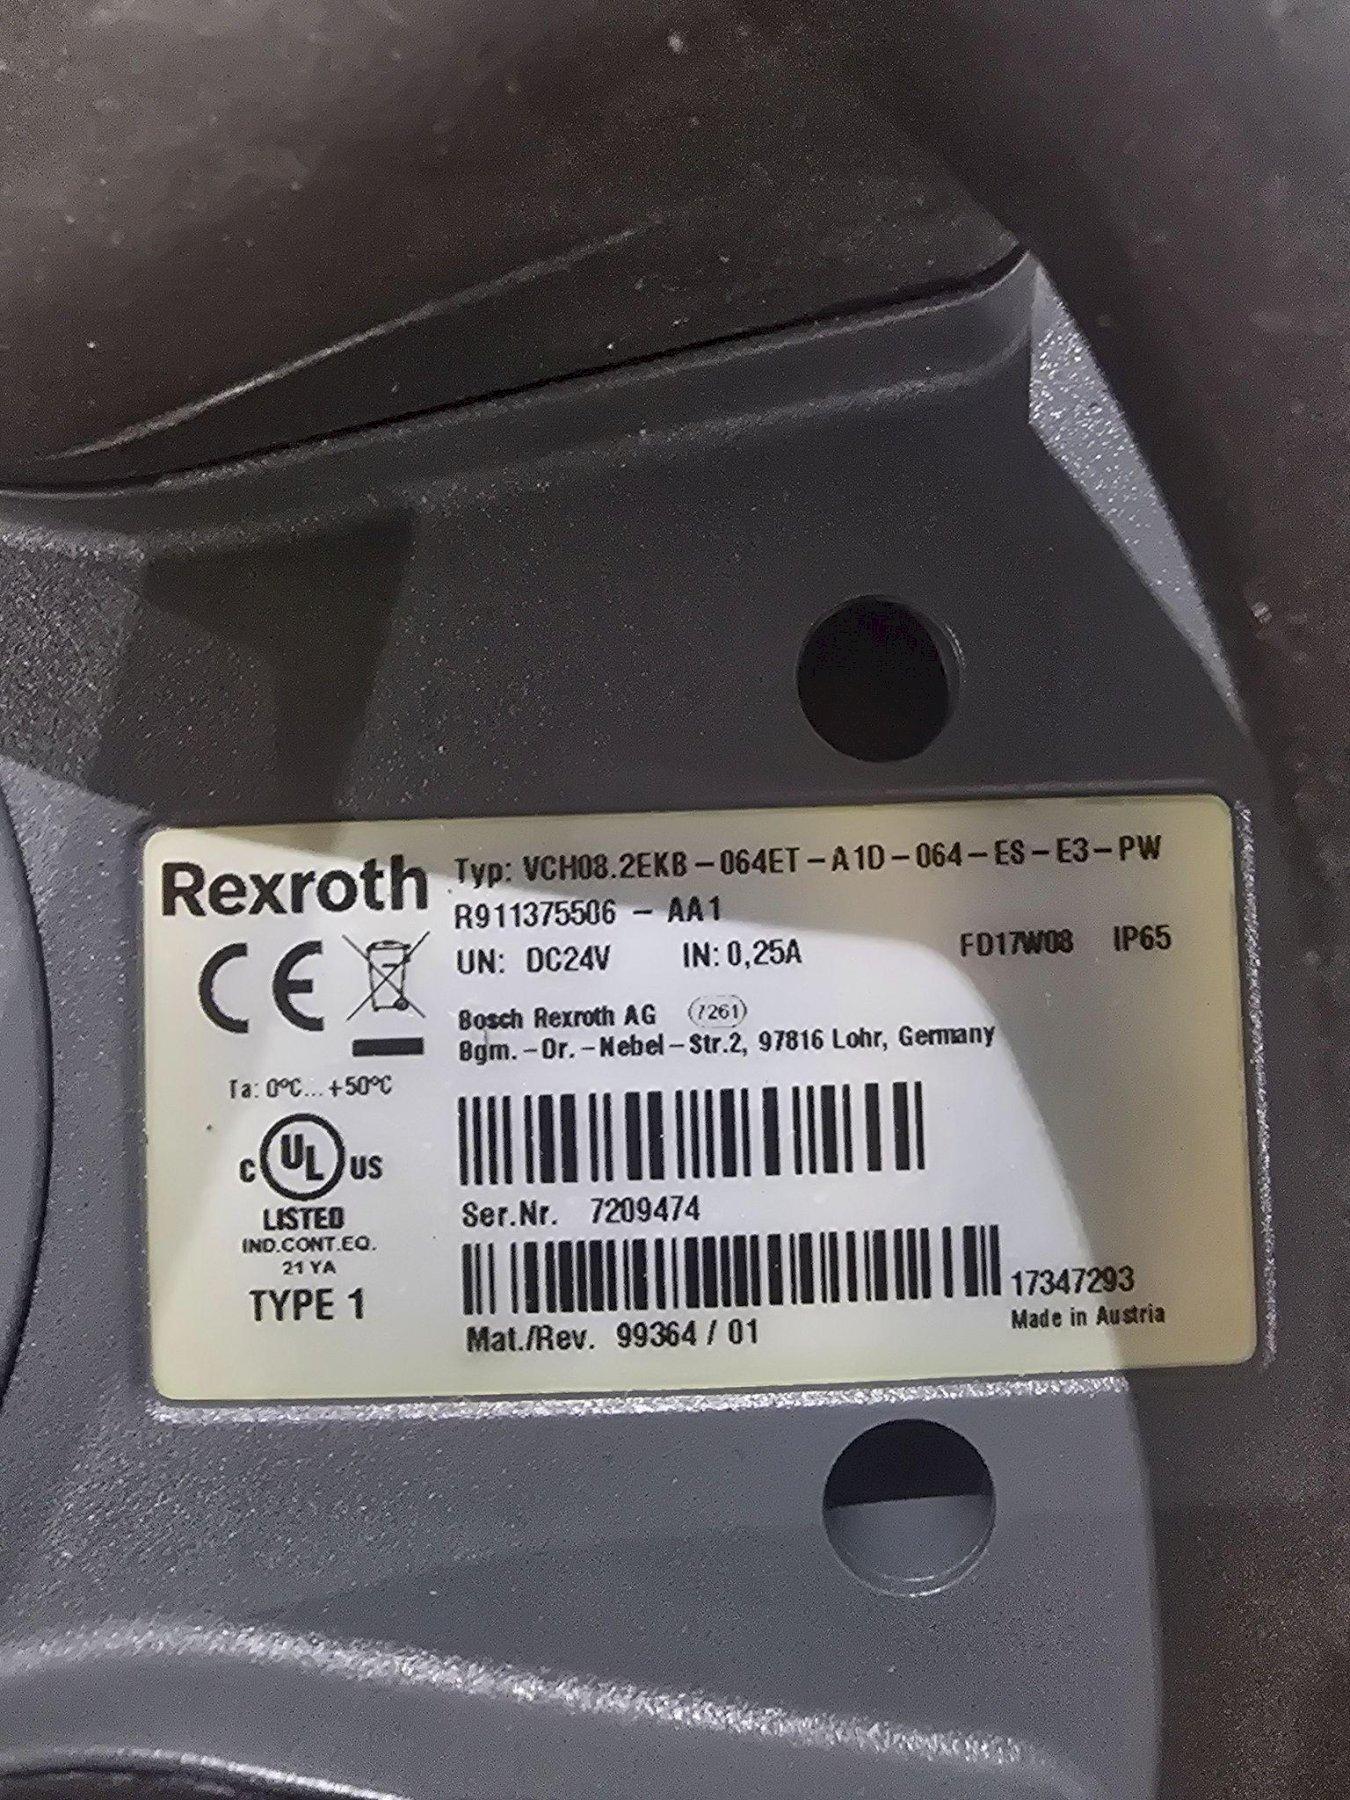 Rexroth
Typ: VCH08.2EKB-064ET-A1D-064-ES-E3-PW
R911375506 - AA1
UN: DC24V IN: 0,25A FD17W08 IP65
CE
Bosch Rexroth AG (7261)
Bgm.-Dr.-Nebel-Str.2, 97816 Lohr, Germany
Ta: 0°C...+50°C
c UL US
LISTED
IND.CONT.EQ.
21 YA
TYPE 1
Ser.Nr. 7209474
17347293
Mat./Rev. 99364 / 01
Made in Austria